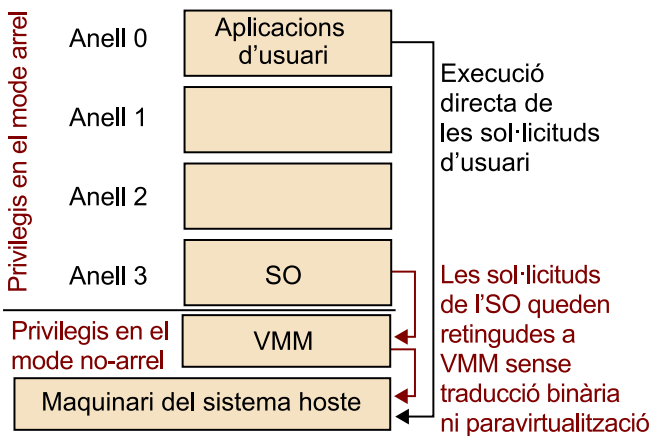 Privilegis en el mode arrel
Anell 0
Aplicacions
d’usuari
Anell 1
Anell 2
Anell 3
SO
Execució
directa de
les sol·licituds
d’usuari
Privilegis en el
mode no-arrel
VMM
Les sol·licituds
de l’SO queden
retingudes a
VMM sense
traducció binària
ni paravirtualització
Maquinari del sistema hoste